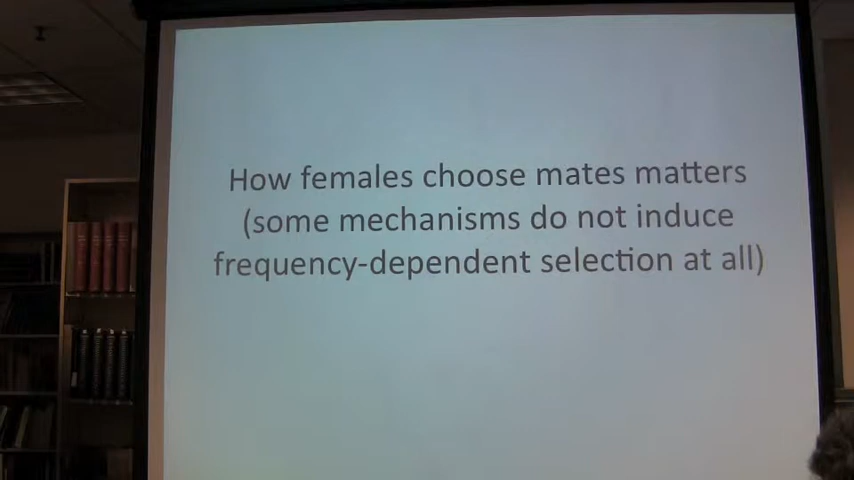 How females choose mates matters
(some mechanisms do not induce
frequency-dependent selection at all)